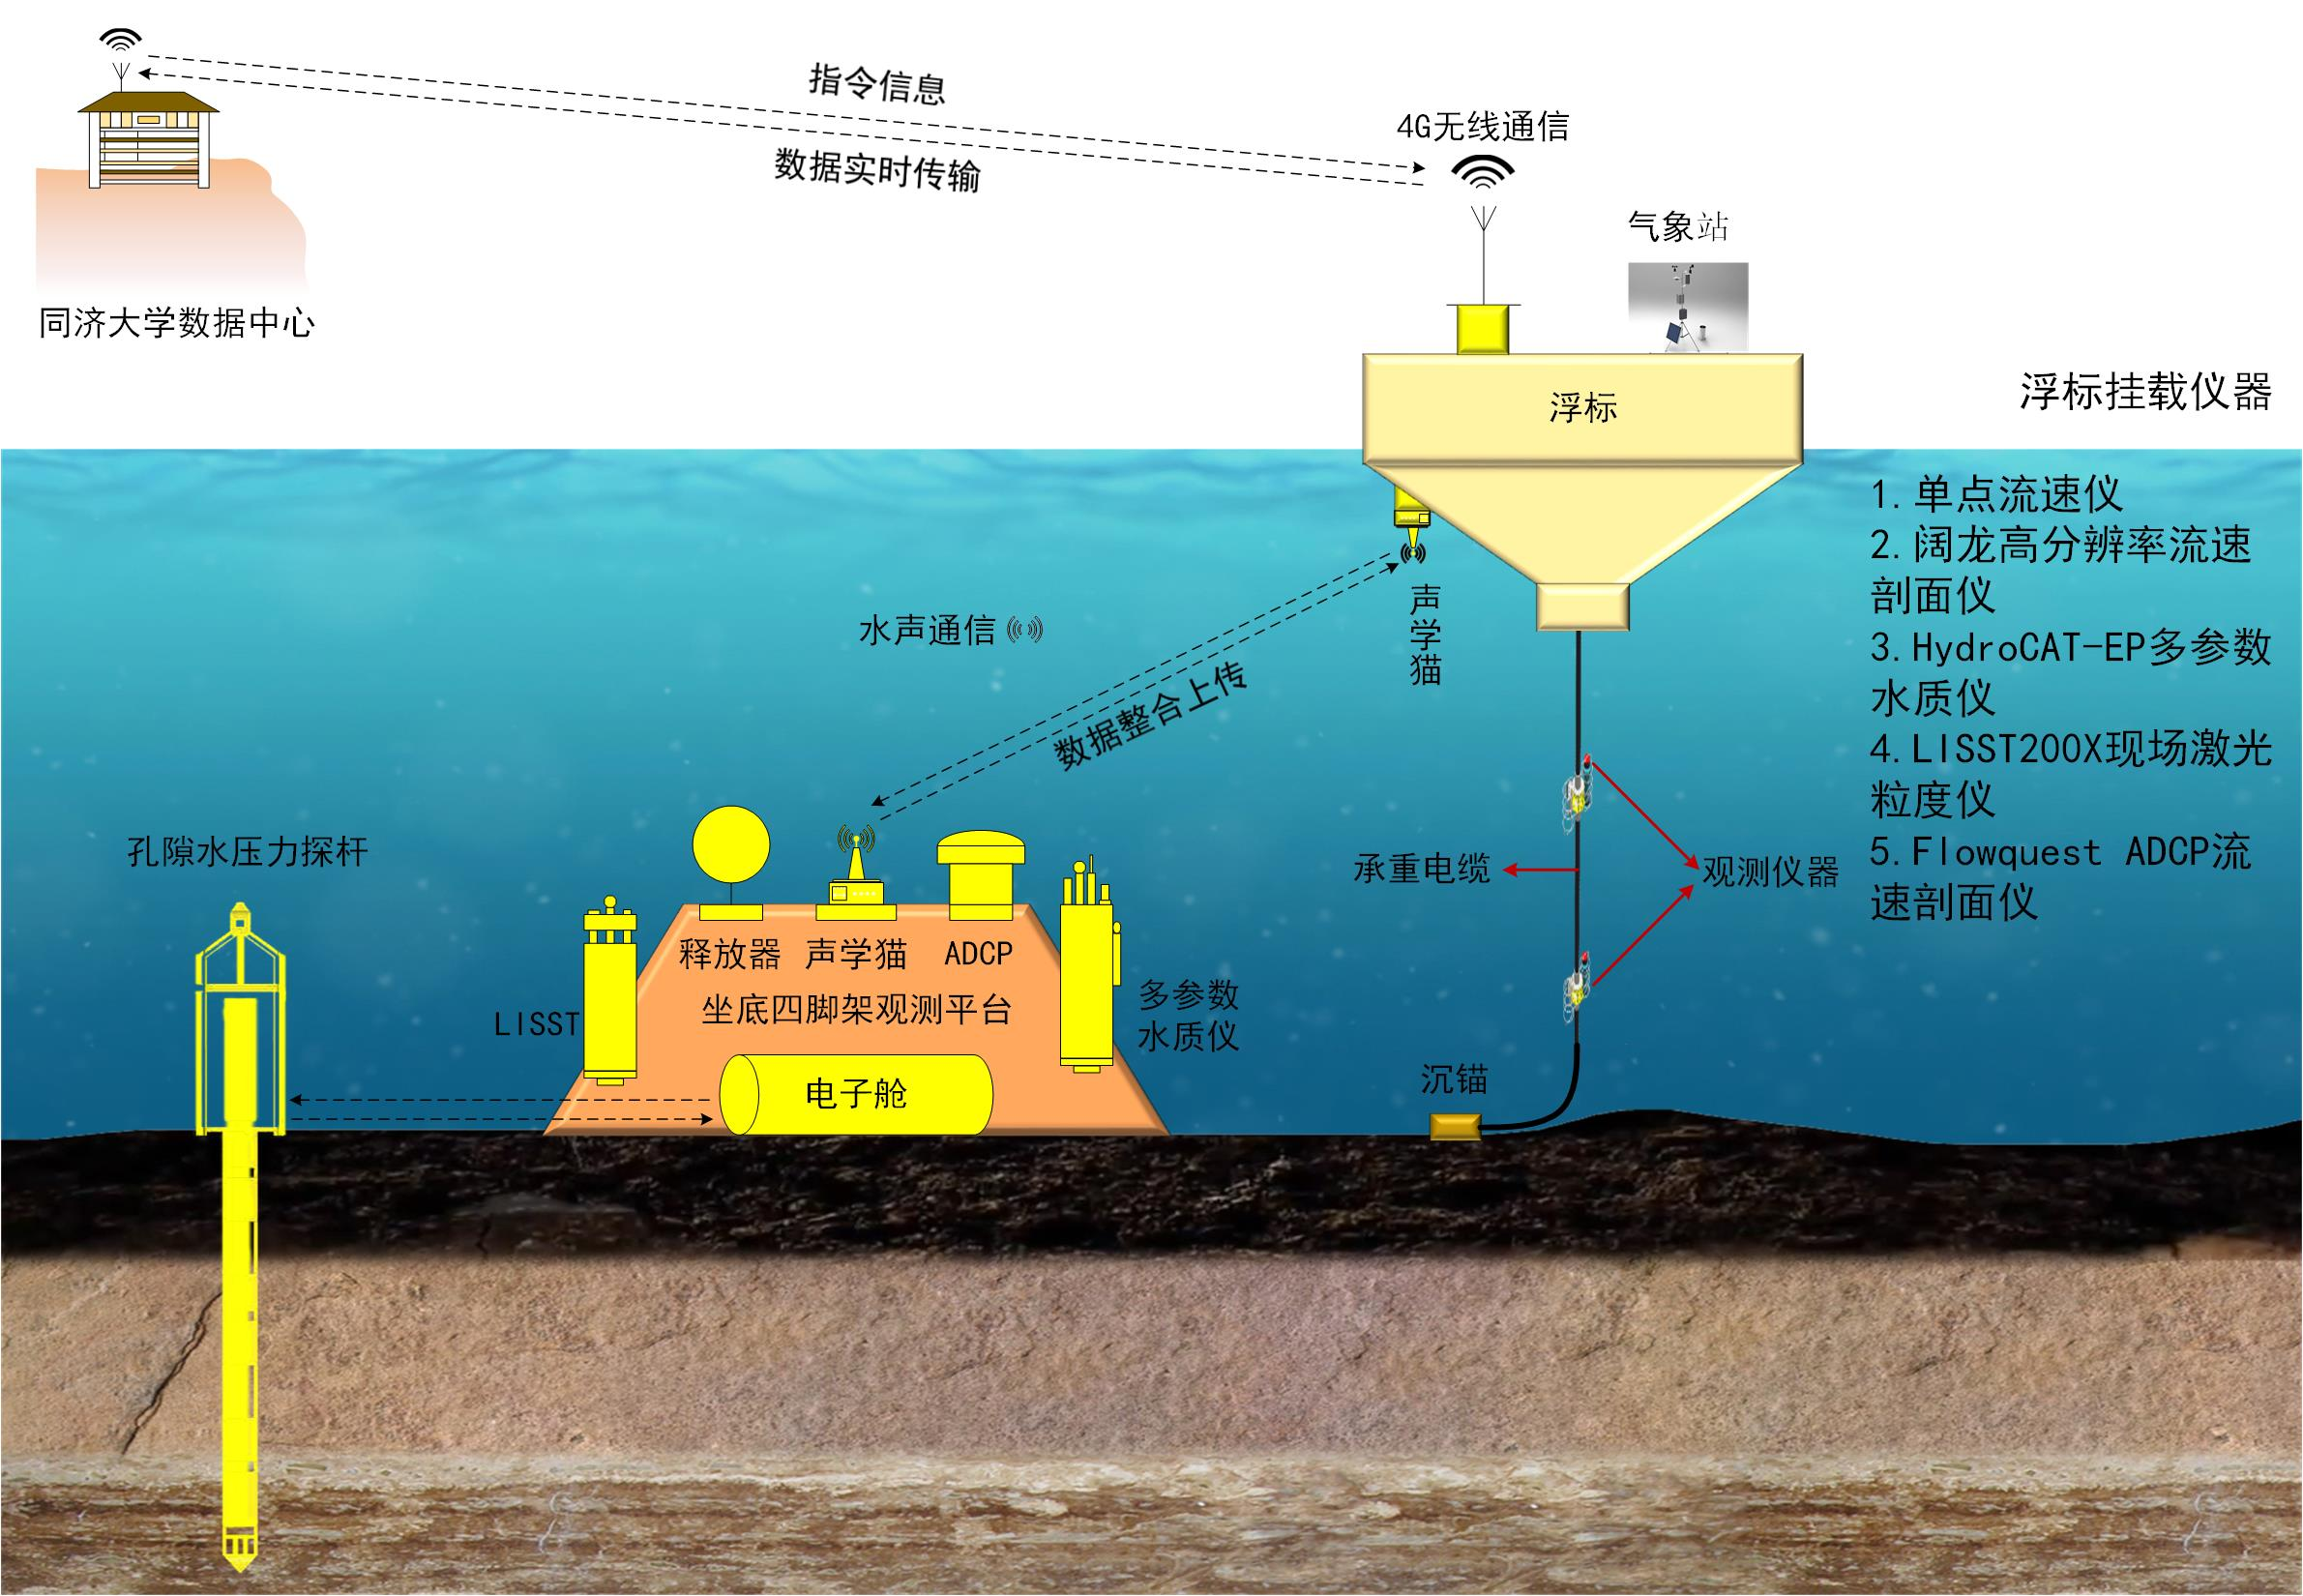 指令信息
4G无线通信
数据实时传输
气象站
同济大学数据中心
浮标挂载仪器
浮标
1.单点流速仪
2.阔龙高分辨率流速
剖面仪
3.HydroCAT-EP多参数
水质仪
4.LISST200X现场激光
粒度仪
5.Flowquest ADCP流
速剖面仪
声学猫
水声通信
数据整合上传
孔隙水压力探杆
承重电缆
观测仪器
释放器
声学猫
ADCP
坐底四脚架观测平台
LISST
多参数
水质仪
电子舱
沉锚